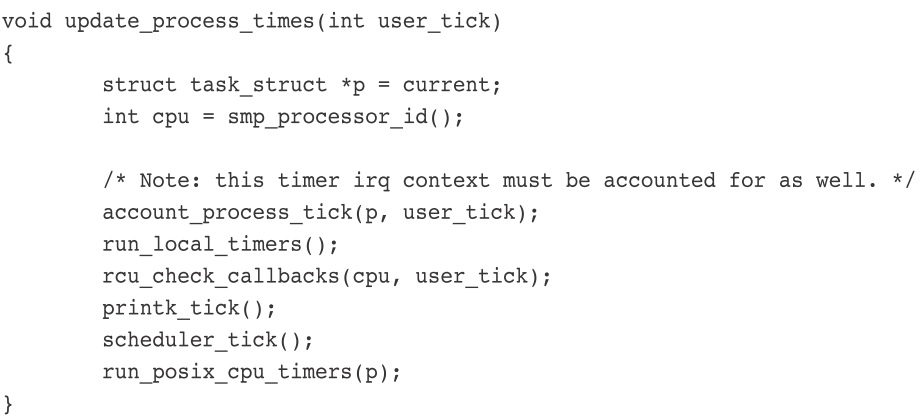 void update_process_times(int user_tick)
{
        struct task_struct *p = current;
        int cpu = smp_processor_id();

        /* Note: this timer irq context must be accounted for as well. */
        account_process_tick(p, user_tick);
        run_local_timers();
        rcu_check_callbacks(cpu, user_tick);
        printk_tick();
        scheduler_tick();
        run_posix_cpu_timers(p);
}